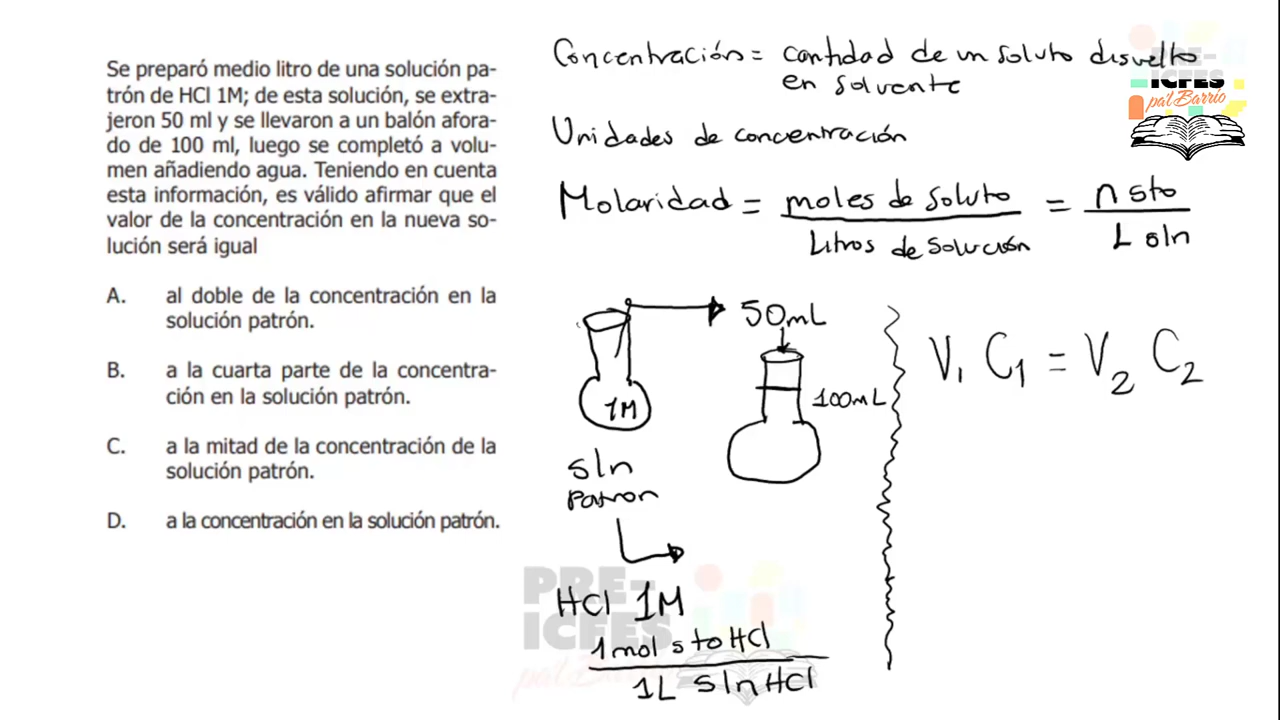 Se preparó medio litro de una solución pa-
trón de HCl 1M; de esta solución, se extra-
jeron 50 ml y se llevaron a un balón afora-
do de 100 ml, luego se completó a volu-
men añadiendo agua. Teniendo en cuenta
esta información, es válido afirmar que el
valor de la concentración en la nueva so-
lución será igual
A. al doble de la concentración en la
solución patrón.
B. a la cuarta parte de la concentra-
ción en la solución patrón.
C. a la mitad de la concentración de la
solución patrón.
D. a la concentración en la solución patrón.
Concentración = cantidad de un soluto disuelto
en solvente
Unidades de concentración
Molaridad = moles de soluto / Litros de solución = n sto / L sln
50mL
100mL
1M
sln
Patron
HCl 1M
1mol sto HCl
1L sln HCl
V1 C1 = V2 C2
PRE-
ICFES
pa'l Barrio
PRE-
ICFES
pa'l Barrio